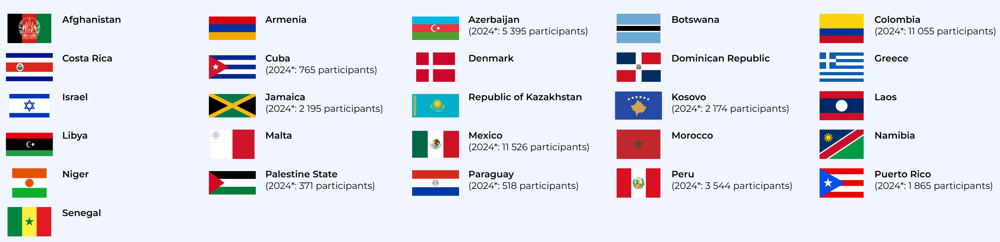 Afghanistan
Armenia
Azerbaijan
(2024*: 5 395 participants)
Botswana
Colombia
(2024*: 11 055 participants)
Costa Rica
Cuba
(2024*: 765 participants)
Denmark
Dominican Republic
Greece
Israel
Jamaica
(2024*: 2 195 participants)
Republic of Kazakhstan
Kosovo
(2024*: 2 174 participants)
Laos
Libya
Malta
Mexico
(2024*: 11 526 participants)
Morocco
Namibia
Niger
Palestine State
(2024*: 371 participants)
Paraguay
(2024*: 518 participants)
Peru
(2024*: 3 544 participants)
Puerto Rico
(2024*: 1 865 participants)
Senegal